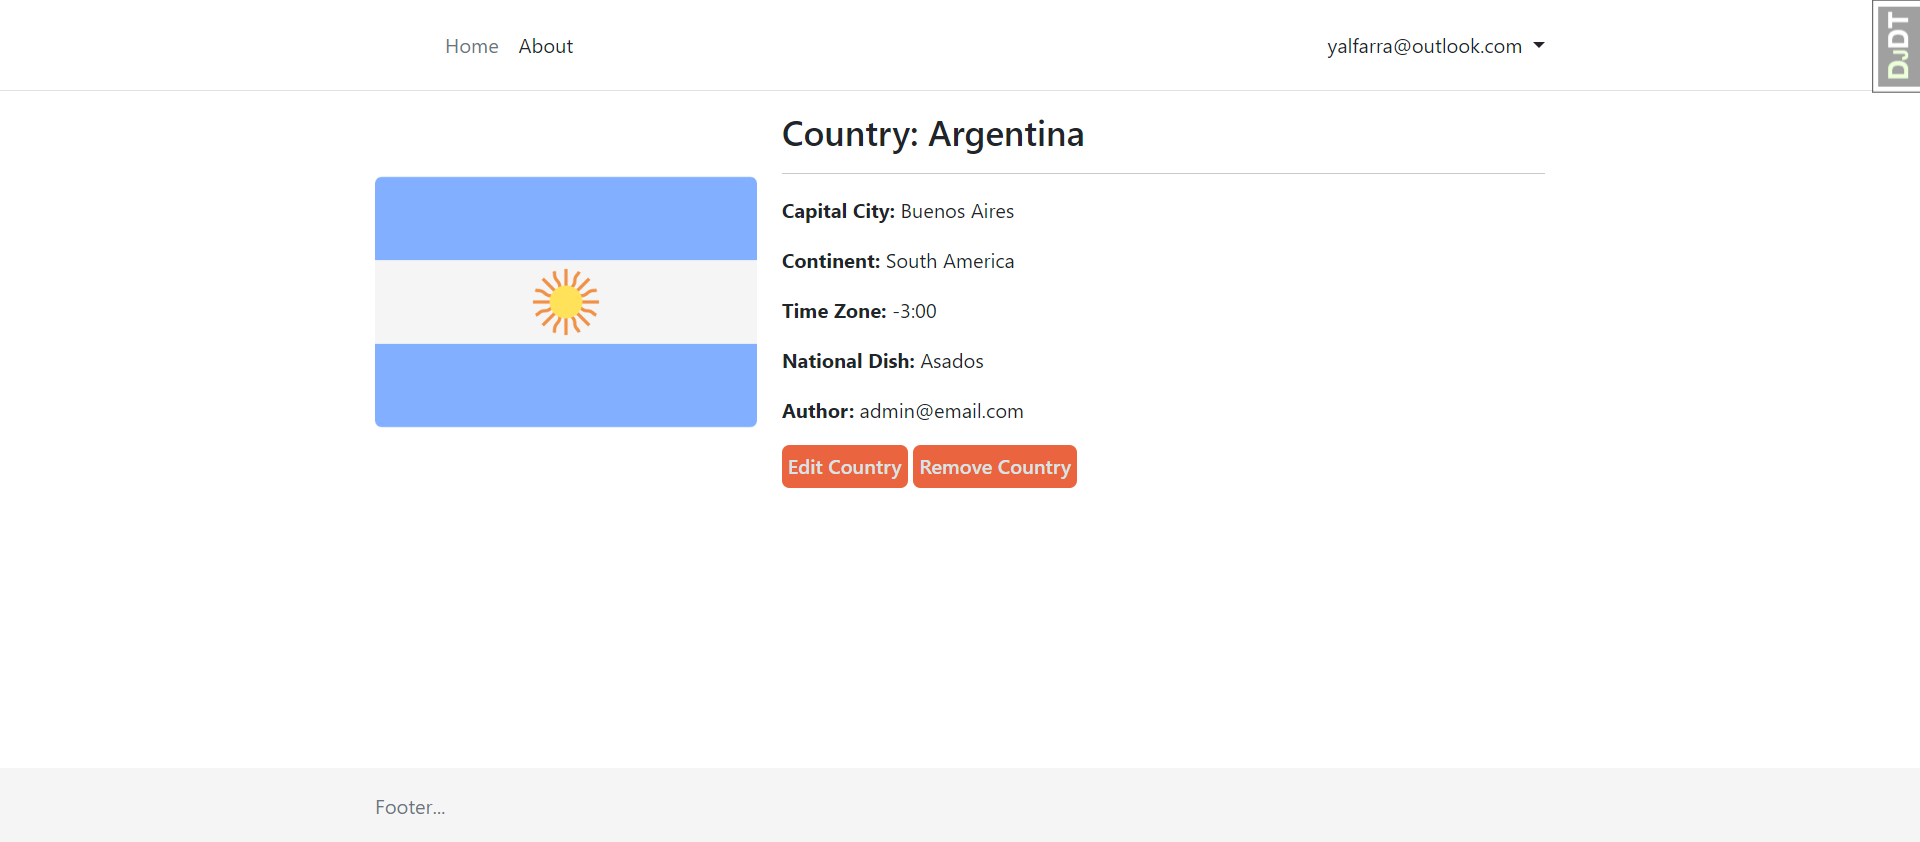 Home About yalfarra@outlook.com
DJDT
Country: Argentina
Capital City: Buenos Aires
Continent: South America
Time Zone: -3:00
National Dish: Asados
Author: admin@email.com
Edit Country Remove Country
Footer...